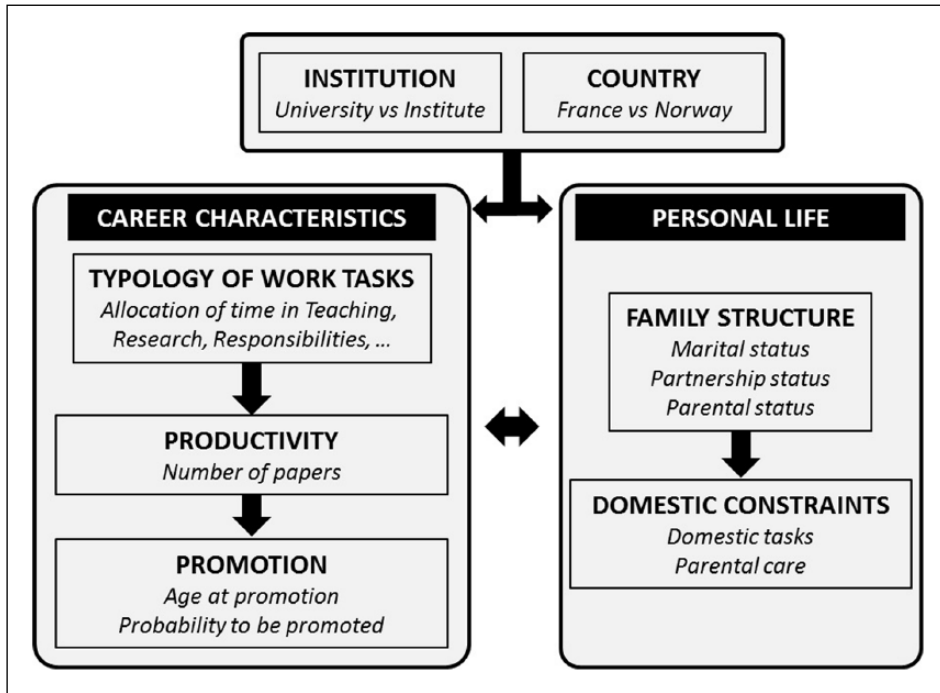 INSTITUTION
University vs Institute
COUNTRY
France vs Norway
CAREER CHARACTERISTICS
TYPOLOGY OF WORK TASKS
Allocation of time in Teaching,
Research, Responsibilities, ...
PRODUCTIVITY
Number of papers
PROMOTION
Age at promotion
Probability to be promoted
PERSONAL LIFE
FAMILY STRUCTURE
Marital status
Partnership status
Parental status
DOMESTIC CONSTRAINTS
Domestic tasks
Parental care